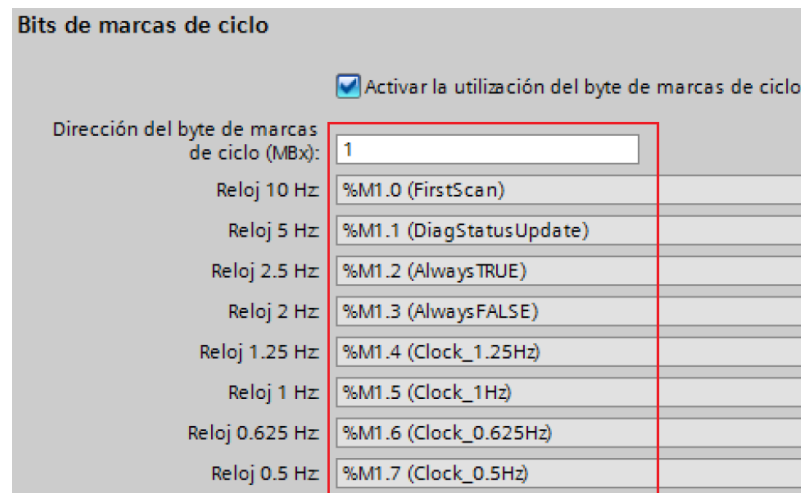 Bits de marcas de ciclo
Activar la utilización del byte de marcas de ciclo
Dirección del byte de marcas
de ciclo (MBx): 1
Reloj 10 Hz: %M1.0 (FirstScan)
Reloj 5 Hz: %M1.1 (DiagStatusUpdate)
Reloj 2.5 Hz: %M1.2 (AlwaysTRUE)
Reloj 2 Hz: %M1.3 (AlwaysFALSE)
Reloj 1.25 Hz: %M1.4 (Clock_1.25Hz)
Reloj 1 Hz: %M1.5 (Clock_1Hz)
Reloj 0.625 Hz: %M1.6 (Clock_0.625Hz)
Reloj 0.5 Hz: %M1.7 (Clock_0.5Hz)